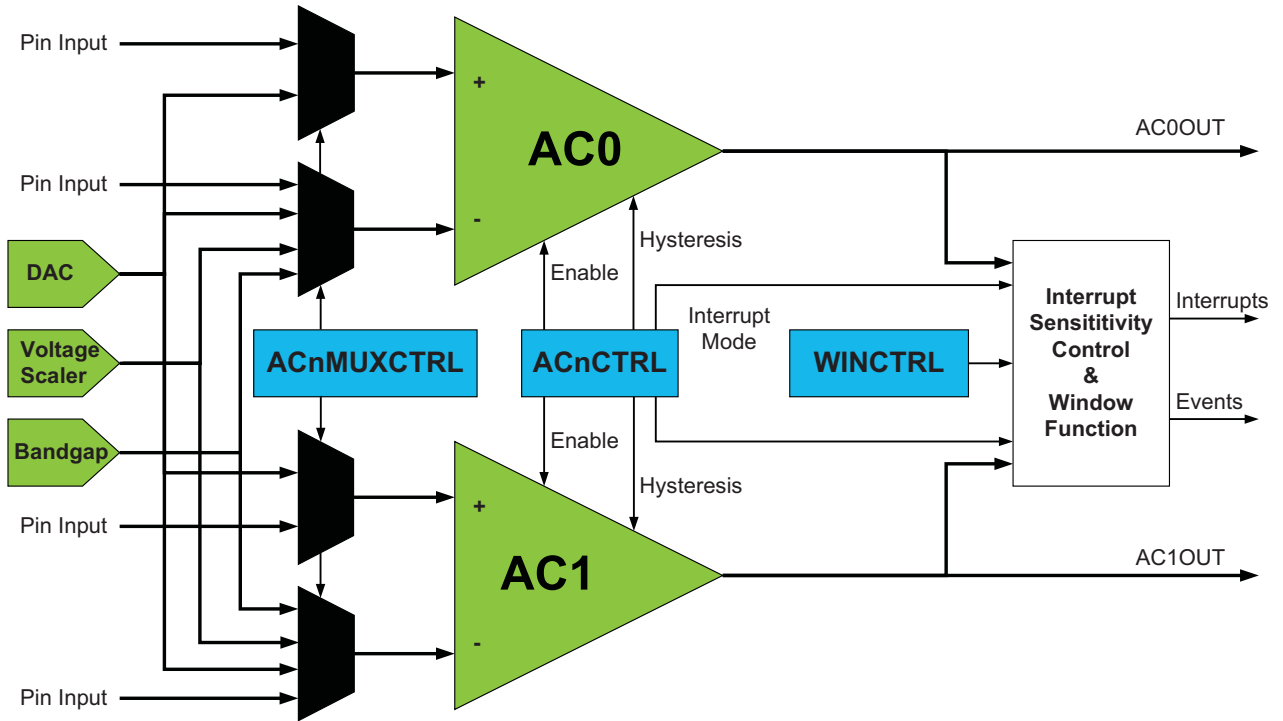 Pin Input
+
AC0
AC0OUT
Pin Input
-
Hysteresis
DAC
Enable
Interrupt
Mode
Interrupt
Sensititivity
Control
&
Window
Function
Interrupts
Voltage
Scaler
ACnMUXCTRL
ACnCTRL
WINCTRL
Events
Bandgap
Enable
Hysteresis
Pin Input
+
AC1
AC1OUT
-
Pin Input